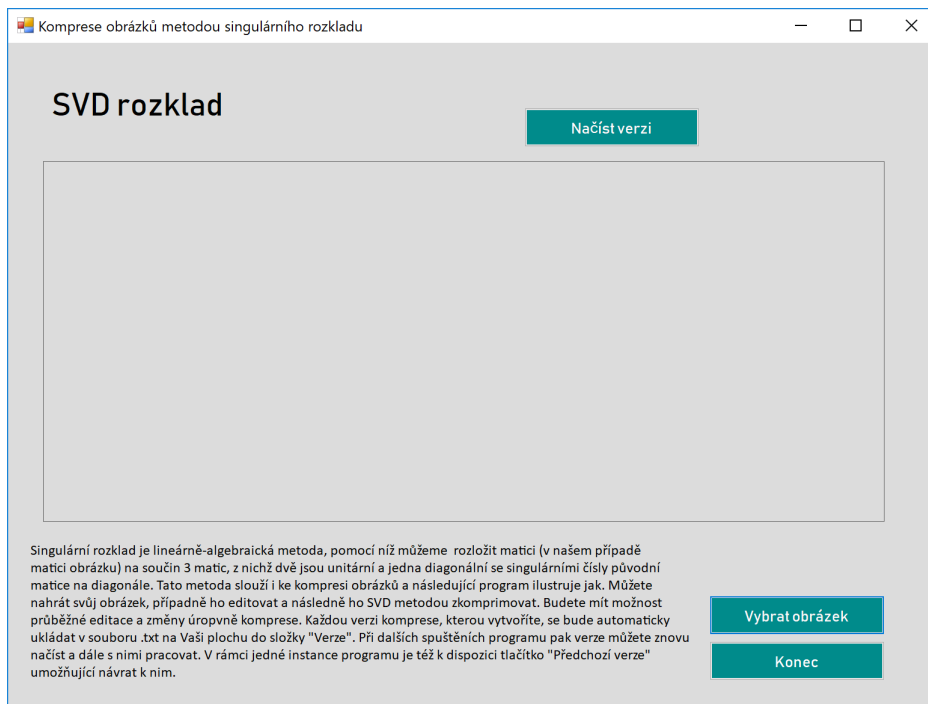 Komprese obrázků metodou singulárního rozkladu
SVD rozklad
Načíst verzi
Singulární rozklad je lineárně-algebraická metoda, pomocí níž můžeme  rozložit matici (v našem případě
matici obrázku) na součin 3 matic, z nichž dvě jsou unitární a jedna diagonální se singulárními čísly původní
matice na diagonále. Tato metoda slouží i ke kompresi obrázků a následující program ilustruje jak. Můžete
nahrát svůj obrázek, případně ho editovat a následně ho SVD metodou zkomprimovat. Budete mít možnost
průběžné editace a změny úropvně komprese. Každou verzi komprese, kterou vytvoříte, se bude automaticky
ukládat v souboru .txt na Vaši plochu do složky "Verze". Při dalších spuštěních programu pak verze můžete znovu
načíst a dále s nimi pracovat. V rámci jedné instance programu je též k dispozici tlačítko "Předchozí verze"
umožňující návrat k nim.
Vybrat obrázek
Konec